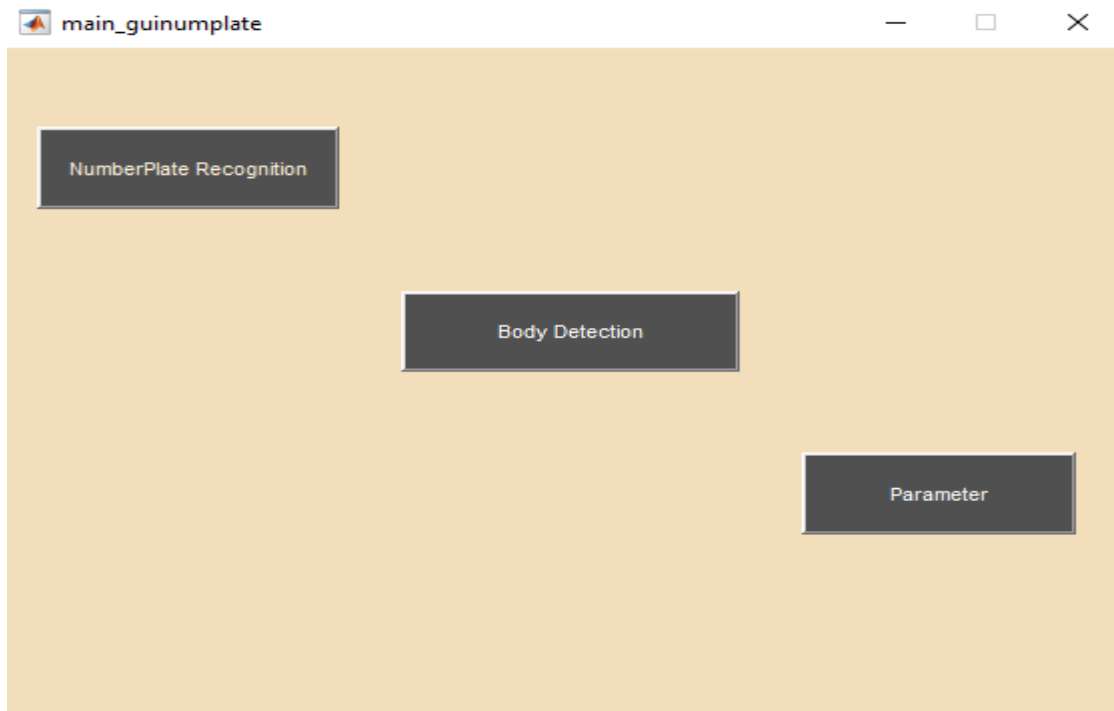 main_guinumplate
NumberPlate Recognition
Body Detection
Parameter